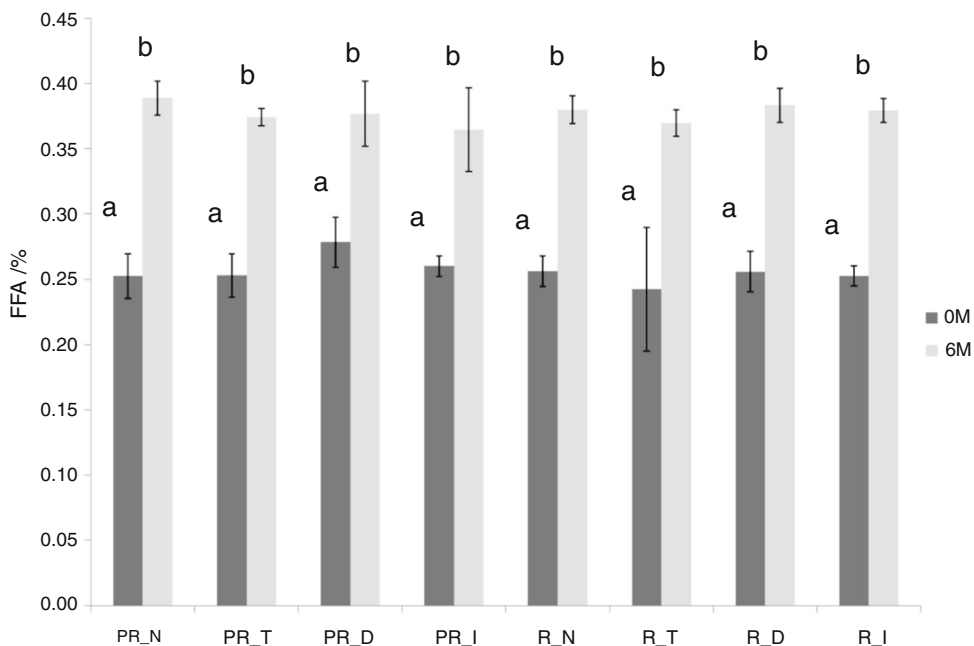 0.45
b b b b b b b b
0.40
0.35
a a a a a a a a
0.30
0.25
0.20
0.15
0.10
0.05
0.00
FFA /%
0M
6M
PR_N PR_T PR_D PR_I R_N R_T R_D R_I